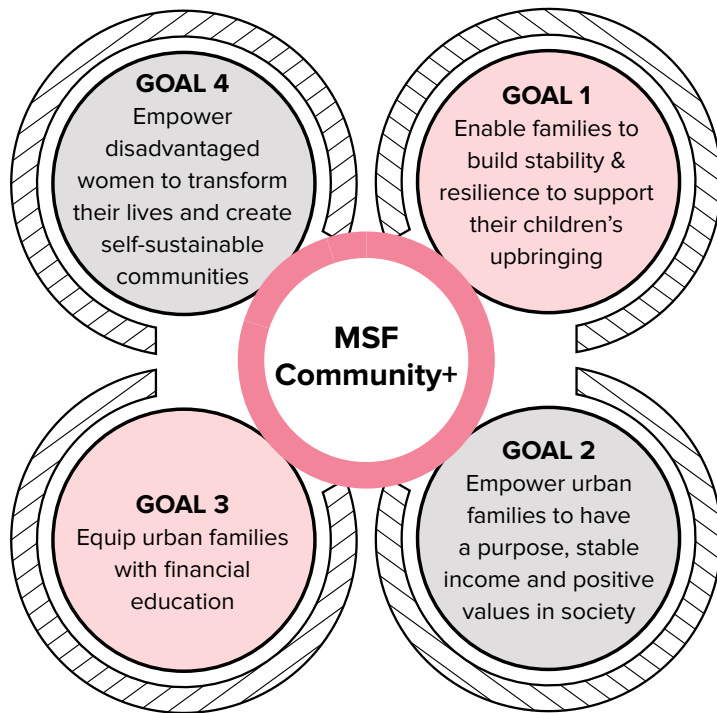 GOAL 4
Empower
disadvantaged
women to transform
their lives and create
self-sustainable
communities
GOAL 1
Enable families to
build stability &
resilience to support
their children’s
upbringing
MSF
Community+
GOAL 3
Equip urban families
with financial
education
GOAL 2
Empower urban
families to have
a purpose, stable
income and positive
values in society